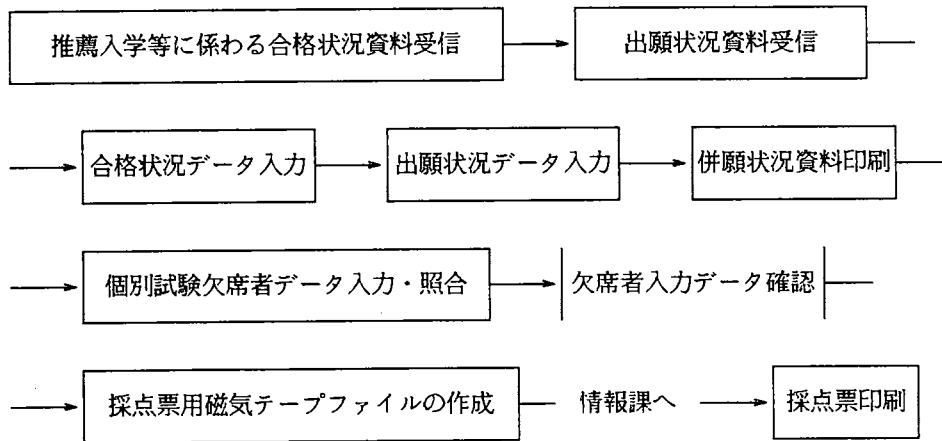 推薦入学等に係わる合格状況資料受信 出願状況資料受信
合格状況データ入力 出願状況データ入力 併願状況資料印刷
個別試験欠席者データ入力・照合 欠席者入力データ確認
採点票用磁気テープファイルの作成 情報課へ 採点票印刷